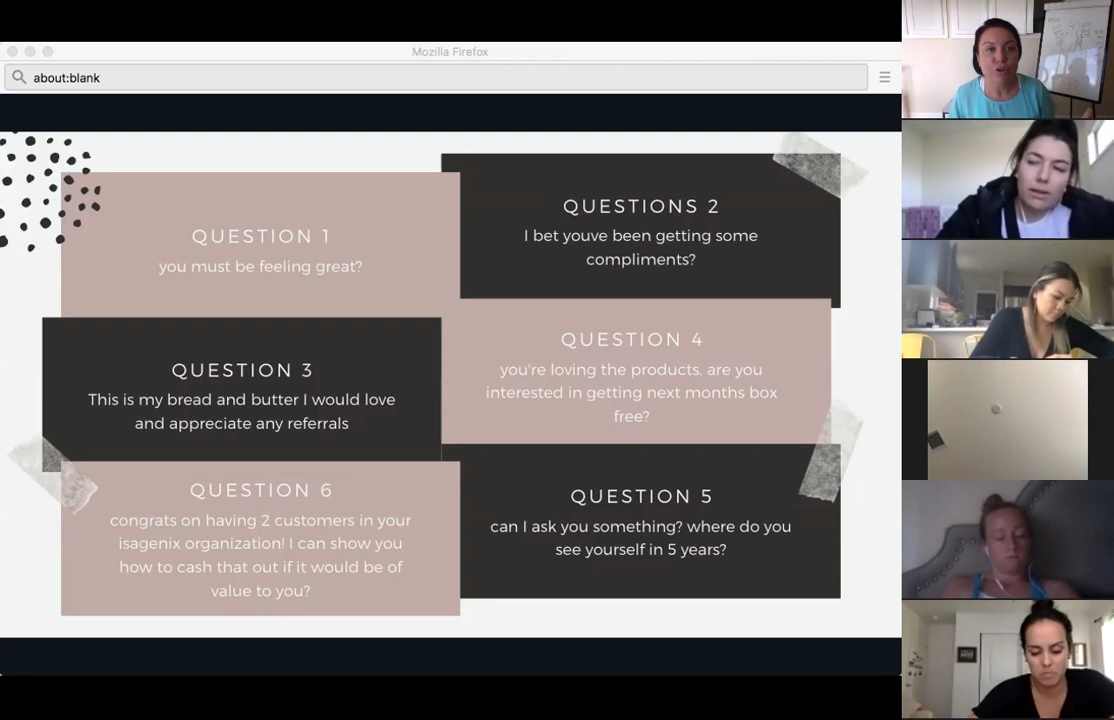 Mozilla Firefox
about:blank
QUESTION 1
you must be feeling great?
QUESTIONS 2
I bet youve been getting some
compliments?
QUESTION 3
This is my bread and butter I would love
and appreciate any referrals
QUESTION 4
you're loving the products, are you
interested in getting next months box
free?
QUESTION 6
congrats on having 2 customers in your
isagenix organization! I can show you
how to cash that out if it would be of
value to you?
QUESTION 5
can I ask you something? where do you
see yourself in 5 years?